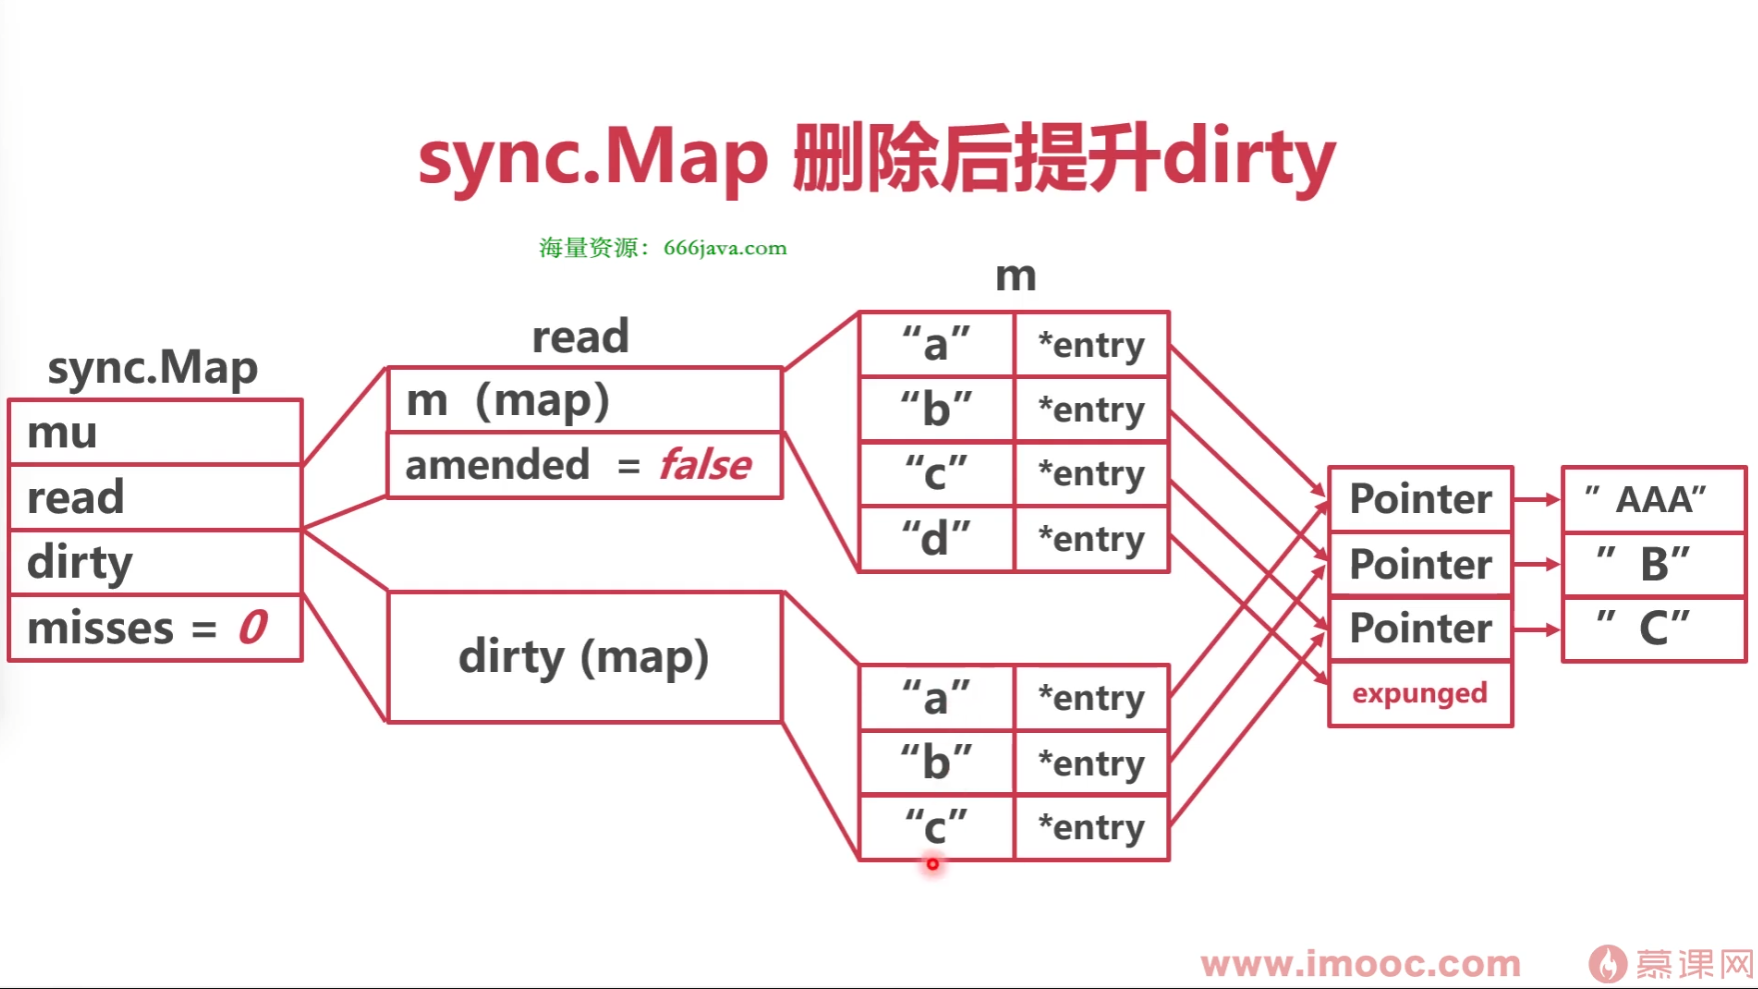 sync.Map 删除后提升dirty
海量资源：666java.com
sync.Map
mu
read
dirty
misses = 0
read
m（map）
amended = false
dirty (map)
m
“a” *entry
“b” *entry
“c” *entry
“d” *entry
“a” *entry
“b” *entry
“c” *entry
Pointer ” AAA”
Pointer ” B”
Pointer ” C”
expunged
www.imooc.com 慕课网